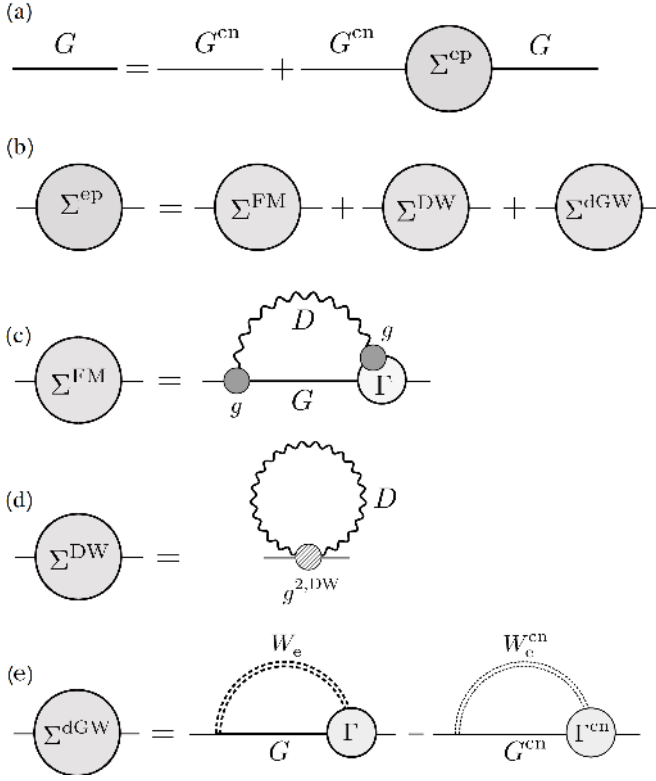 (a)
G = G^cn + G^cn Σ^ep G
(b)
Σ^ep = Σ^FM + Σ^DW + Σ^dGW
(c)
D
g
Σ^FM = g G Γ
(d)
D
Σ^DW =
g^2,DW
(e)
W_e W_e^cn
Σ^dGW = G Γ − G^cn Γ^cn